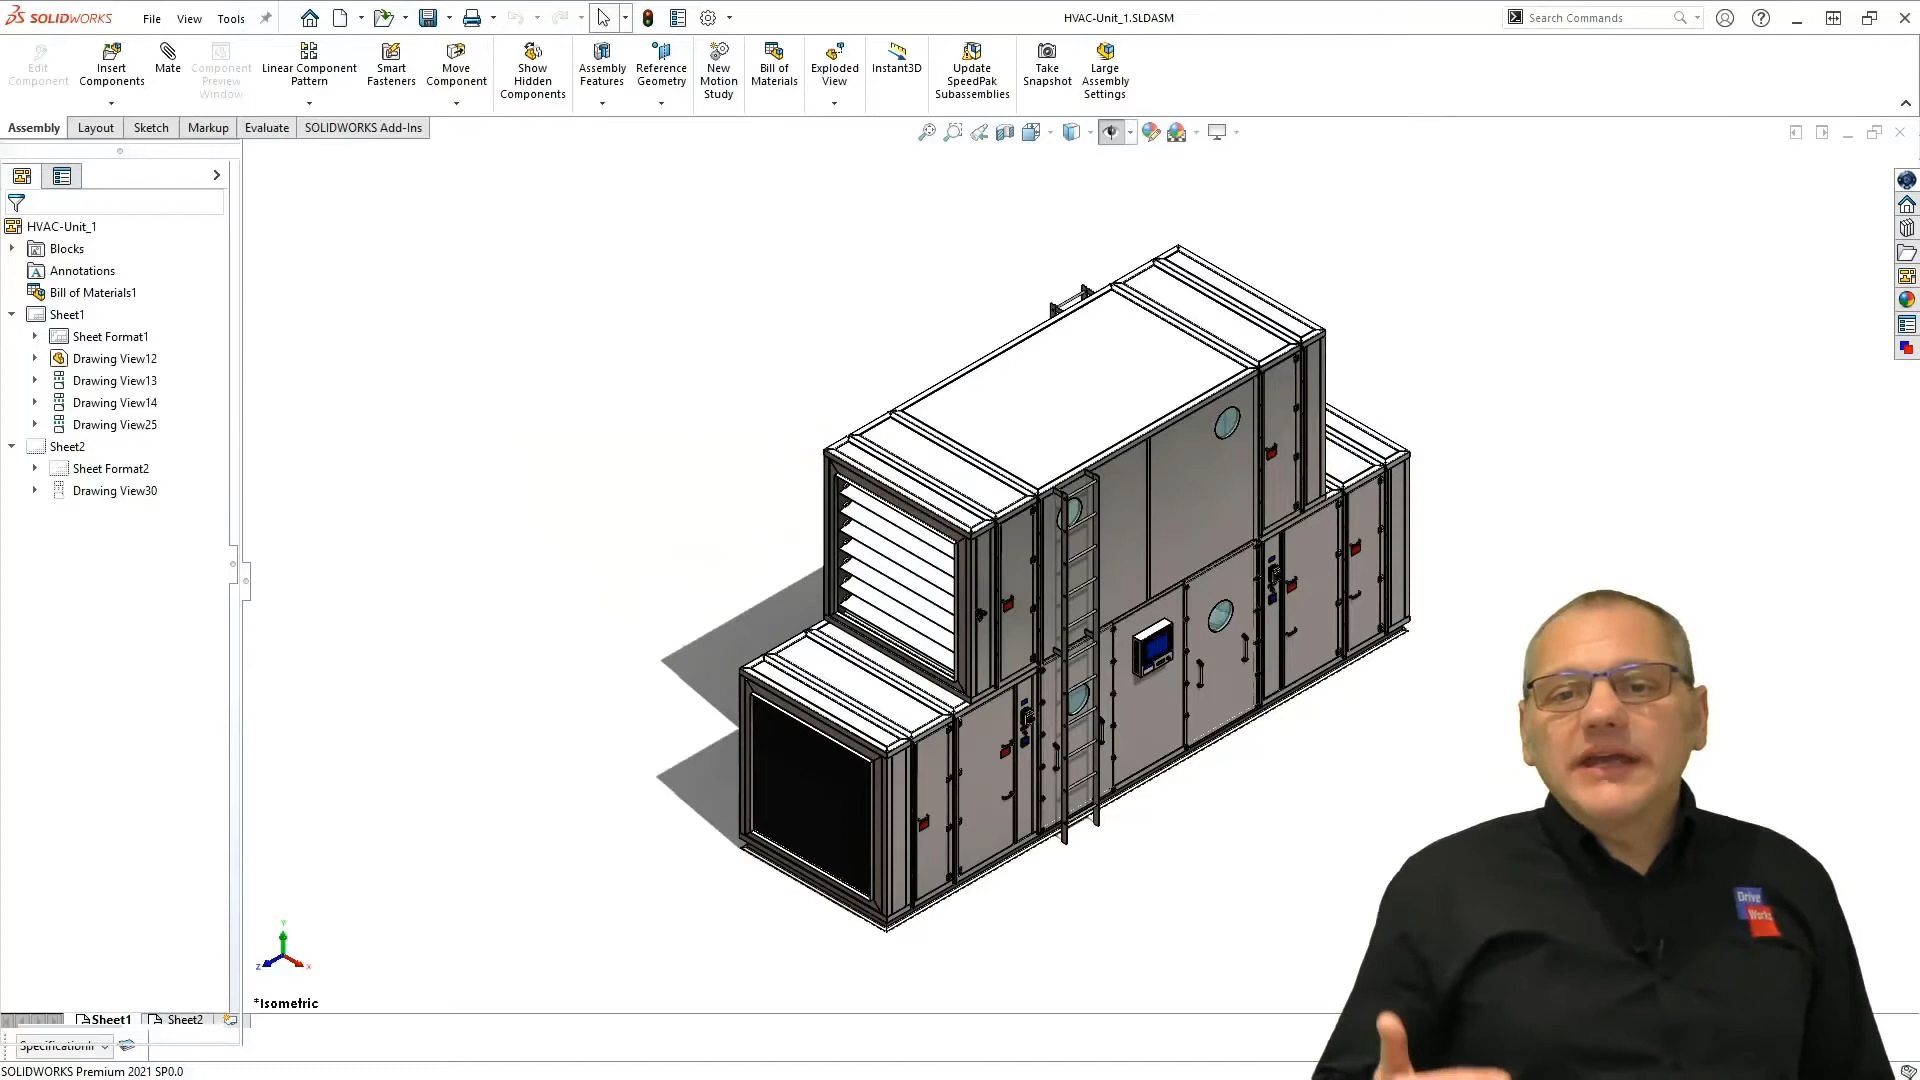 SOLIDWORKS File View Tools HVAC-Unit_1.SLDASM Search Commands
Edit Component
Insert Components
Mate
Component Preview Window
Linear Component Pattern
Smart Fasteners
Move Component
Show Hidden Components
Assembly Features
Reference Geometry
New Motion Study
Bill of Materials
Exploded View
Instant3D
Update SpeedPak Subassemblies
Take Snapshot
Large Assembly Settings
Assembly Layout Sketch Markup Evaluate SOLIDWORKS Add-Ins
HVAC-Unit_1
Blocks
Annotations
Bill of Materials1
Sheet1
Sheet Format1
Drawing View12
Drawing View13
Drawing View14
Drawing View25
Sheet2
Sheet Format2
Drawing View30
Y
Z X
*Isometric
Drive
Works
Sheet1 Sheet2
SOLIDWORKS Premium 2021 SP0.0